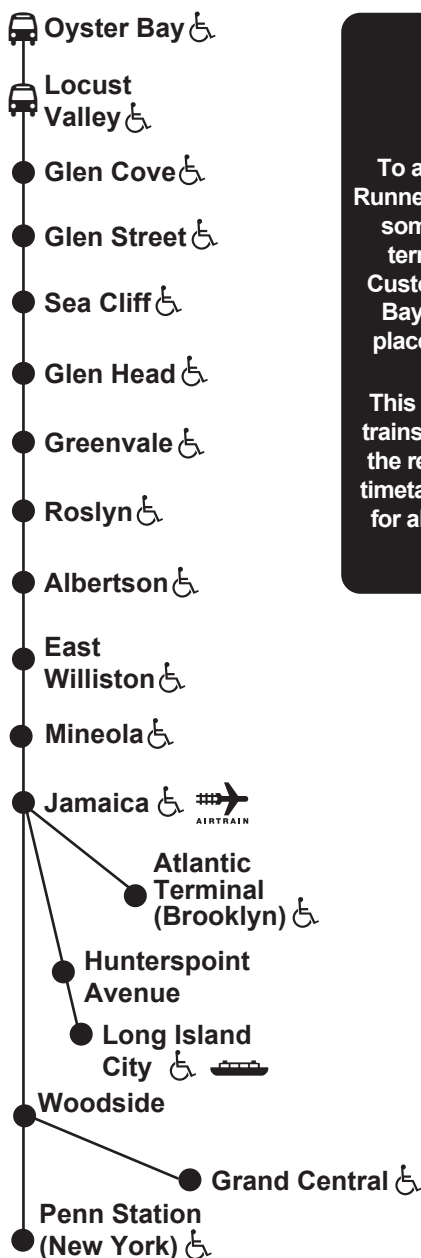 Oyster Bay
Locust
Valley
Glen Cove
Glen Street
Sea Cliff
Glen Head
Greenvale
Roslyn
Albertson
East
Williston
Mineola
Jamaica
AIRTRAIN
Atlantic
Terminal
(Brooklyn)
Hunterspoint
Avenue
Long Island
City
Woodside
Grand Central
Penn Station
(New York)
To a
Runne
som
Bay
place
This
trains
the re
timeta
for al